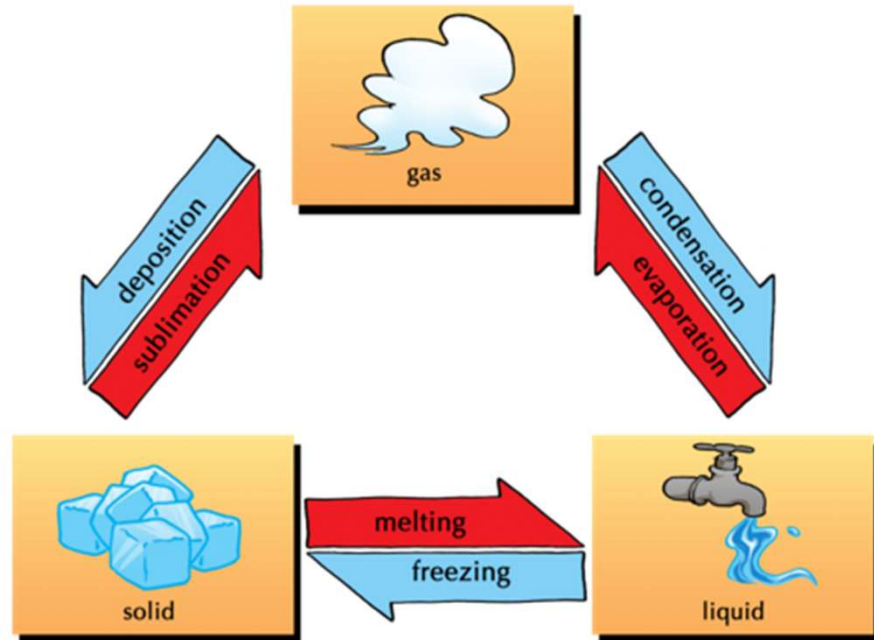 gas
deposition
sublimation
condensation
evaporation
melting
freezing
solid
liquid